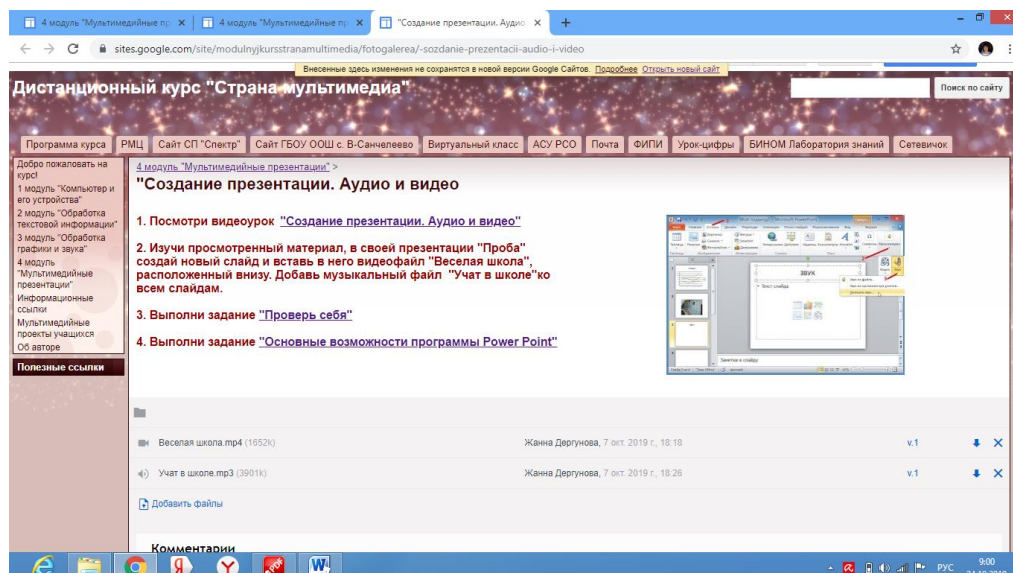 4 модуль "Мультимедийные пр
4 модуль "Мультимедийные пр
"Создание презентации. Аудио
sites.google.com/site/modulnyjkursstranamultimedia/fotogalerea/-sozdanie-prezentacii-audio-i-video
Внесенные здесь изменения не сохранятся в новой версии Google Сайтов. Подробнее Открыть новый сайт
Дистанционный курс "Страна мультимедиа"
Поиск по сайту
Программа курса РМЦ Сайт СП "Спектр" Сайт ГБОУ ООШ с. В-Санчелеево Виртуальный класс АСУ РСО Почта ФИПИ Урок-цифры БИНОМ Лаборатория знаний Сетевичок
Добро пожаловать на
курс!
1 модуль "Компьютер и
его устройства"
2 модуль "Обработка
текстовой информации"
3 модуль "Обработка
графики и звука"
4 модуль
"Мультимедийные
презентации"
Информационные
ссылки
Мультимедийные
проекты учащихся
Об авторе
Полезные ссылки
4 модуль "Мультимедийные презентации" >
"Создание презентации. Аудио и видео
1. Посмотри видеоурок "Создание презентации. Аудио и видео"
2. Изучи просмотренный материал, в своей презентации "Проба"
создай новый слайд и вставь в него видеофайл "Веселая школа",
расположенный внизу. Добавь музыкальный файл "Учат в школе"ко
всем слайдам.
3. Выполни задание "Проверь себя"
4. Выполни задание "Основные возможности программы Power Point"
ЗВУК
Текст слайда
Заметки к слайду
Веселая школа.mp4 (1652k) Жанна Дергунова, 7 окт. 2019 г., 18:18 v.1
Учат в школе.mp3 (3901k) Жанна Дергунова, 7 окт. 2019 г., 18:26 v.1
Добавить файлы
Комментарии
РУС 9:00